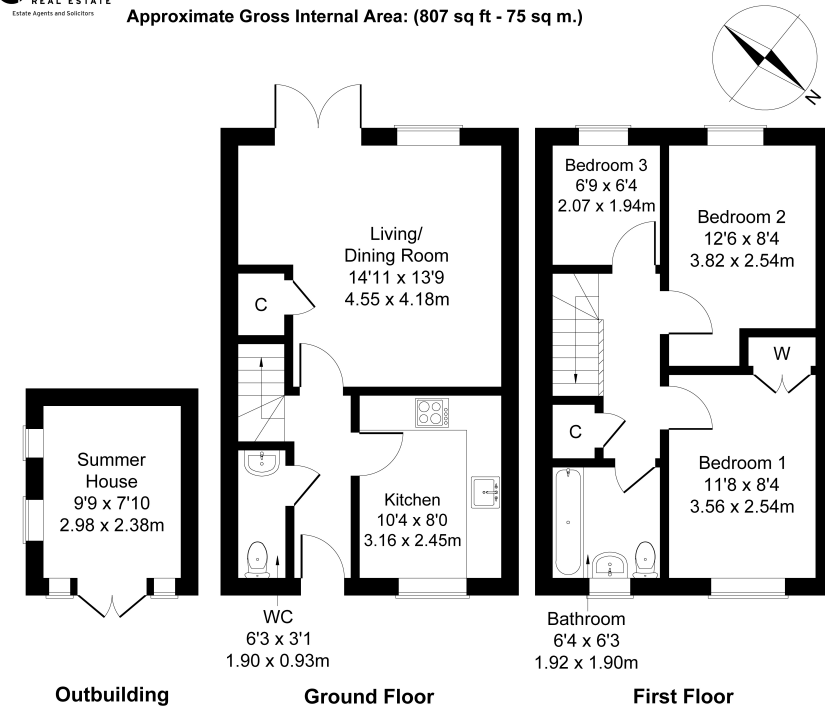 REAL ESTATE
Estate Agents and Solicitors
Approximate Gross Internal Area: (807 sq ft - 75 sq m.)
N
Living/
Dining Room
14'11 x 13'9
4.55 x 4.18m
C
Kitchen
10'4 x 8'0
3.16 x 2.45m
WC
6'3 x 3'1
1.90 x 0.93m
Summer
House
9'9 x 7'10
2.98 x 2.38m
Bedroom 3
6'9 x 6'4
2.07 x 1.94m
Bedroom 2
12'6 x 8'4
3.82 x 2.54m
W
C
Bedroom 1
11'8 x 8'4
3.56 x 2.54m
Bathroom
6'4 x 6'3
1.92 x 1.90m
Outbuilding
Ground Floor
First Floor